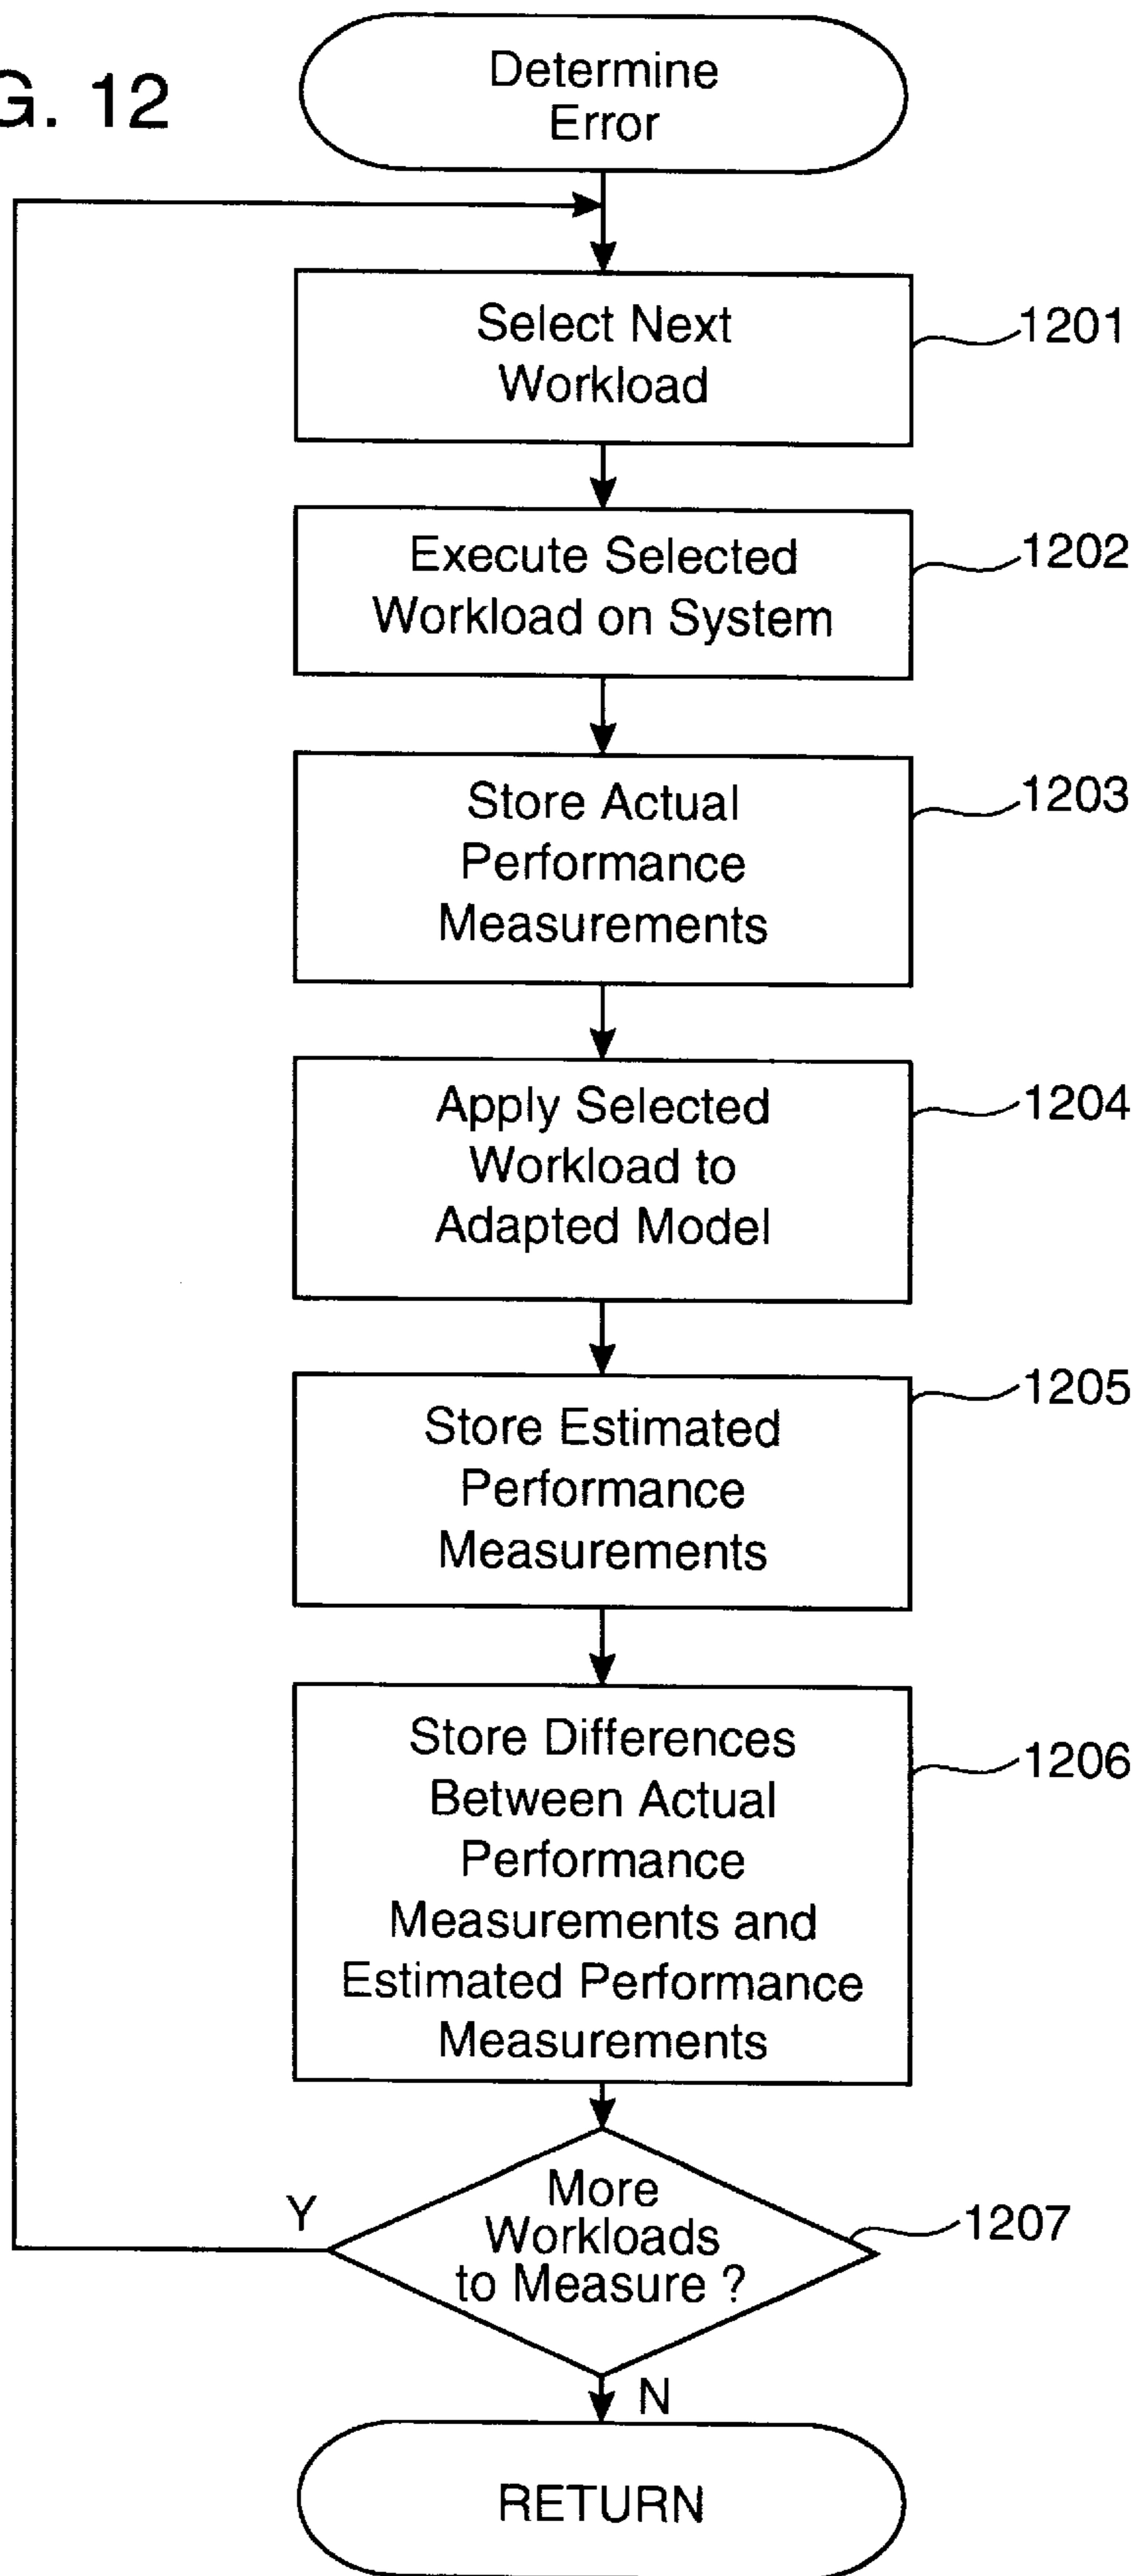 G. 12
Determine
Error
Select Next
Workload
1201
Execute Selected
Workload on System
1202
Store Actual
Performance
Measurements
1203
Apply Selected
Workload to
Adapted Model
1204
Store Estimated
Performance
Measurements
1205
Store Differences
Between Actual
Performance
Measurements and
Estimated Performance
Measurements
1206
More
Workloads
to Measure ?
1207
Y
N
RETURN